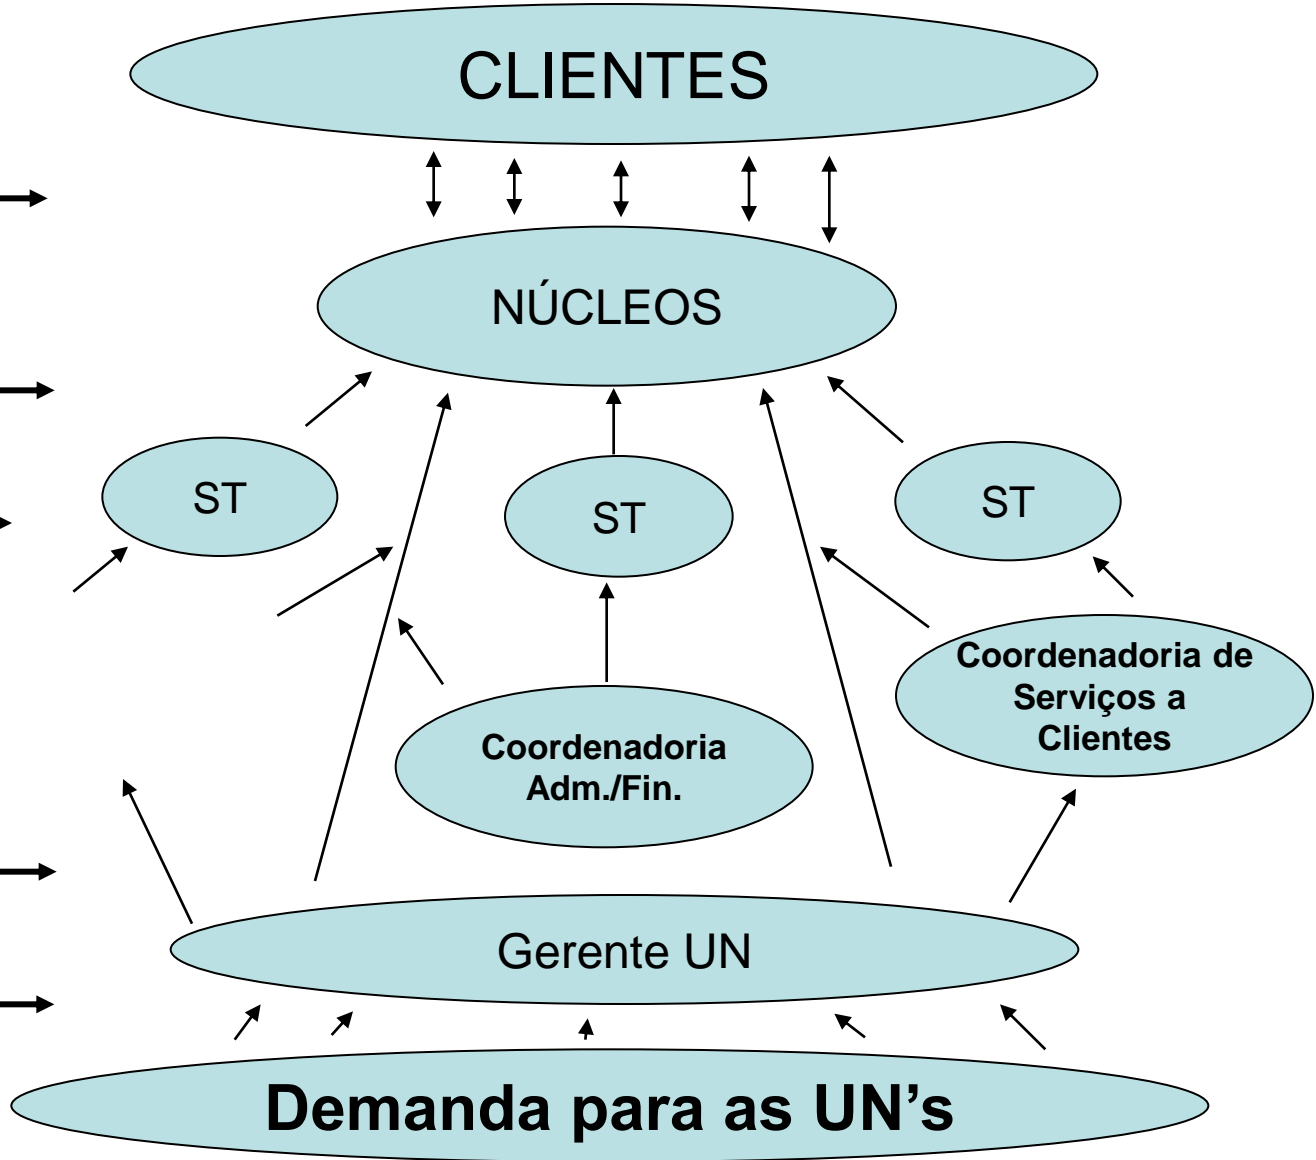 CLIENTES
NÚCLEOS
ST
ST
ST
Coordenadoria de
Serviços a
Clientes
Coordenadoria
Adm./Fin.
Gerente UN
Demanda para as UN’s